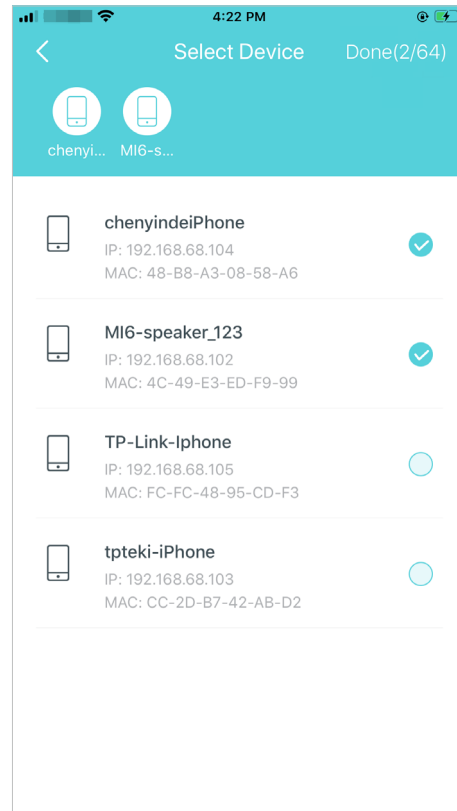 4:22 PM
Select Device
Done(2/64)
chenyi...
MI6-s...
chenyindeiPhone
IP: 192.168.68.104
MAC: 48-B8-A3-08-58-A6
MI6-speaker_123
IP: 192.168.68.102
MAC: 4C-49-E3-ED-F9-99
TP-Link-Iphone
IP: 192.168.68.105
MAC: FC-FC-48-95-CD-F3
tpteki-iPhone
IP: 192.168.68.103
MAC: CC-2D-B7-42-AB-D2